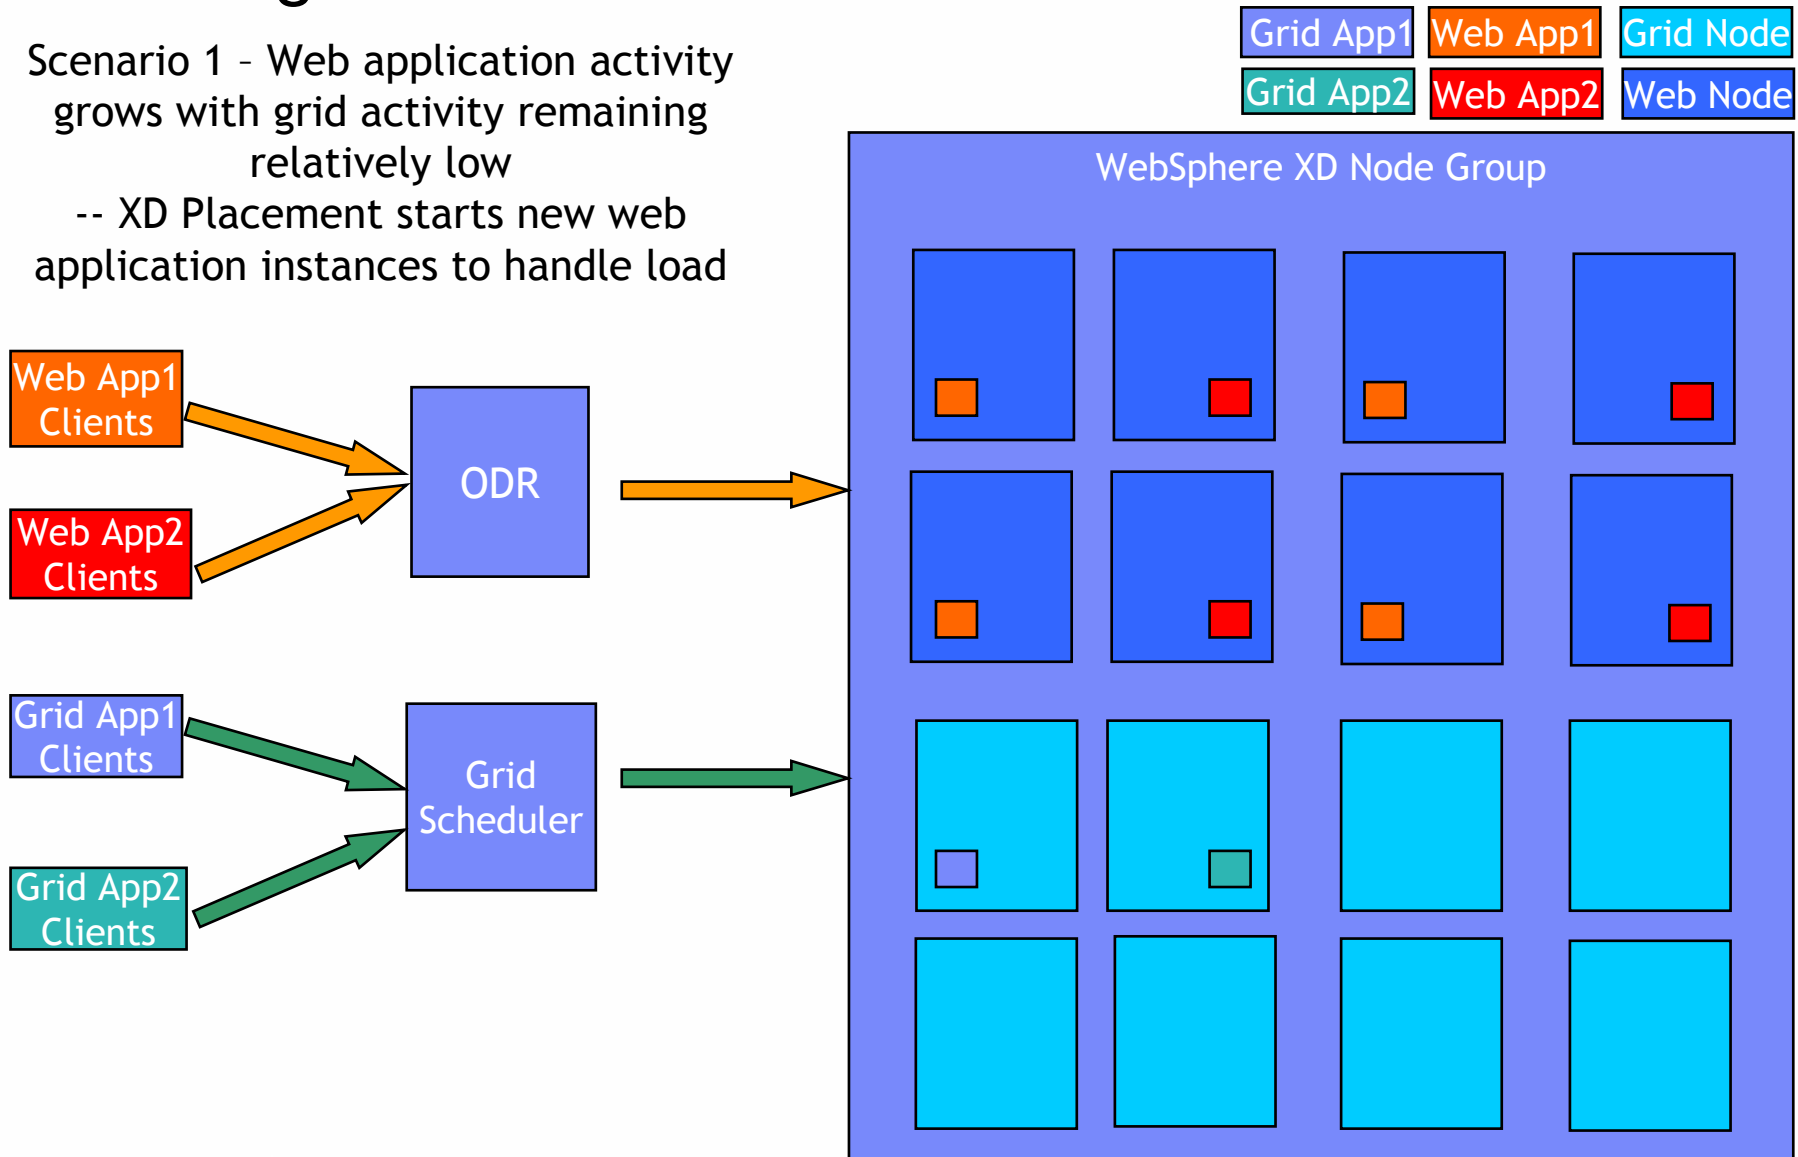 Scenario 1 – Web application activity
grows with grid activity remaining
relatively low
-- XD Placement starts new web
application instances to handle load
Grid App1
Web App1
Grid Node
Grid App2
Web App2
Web Node
WebSphere XD Node Group
Web App1
Clients
ODR
Web App2
Clients
Grid App1
Clients
Grid
Scheduler
Grid App2
Clients